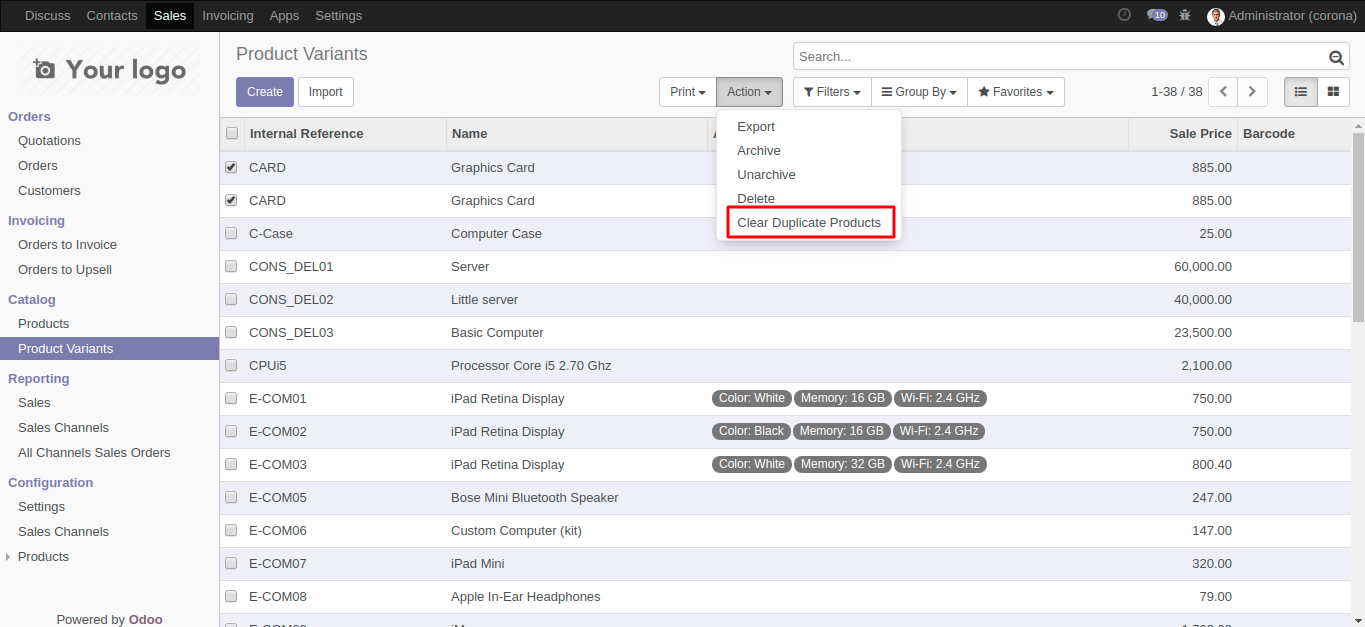 Discuss Contacts Sales Invoicing Apps Settings 10 Administrator (corona)
Your logo
Orders
Quotations
Orders
Customers
Invoicing
Orders to Invoice
Orders to Upsell
Catalog
Products
Product Variants
Reporting
Sales
Sales Channels
All Channels Sales Orders
Configuration
Settings
Sales Channels
Products
Powered by Odoo
Product Variants
Search...
Create Import Print Action Filters Group By Favorites 1-38 / 38
Export
Archive
Unarchive
Delete
Clear Duplicate Products
Internal Reference Name Sale Price Barcode
CARD Graphics Card 885.00
CARD Graphics Card 885.00
C-Case Computer Case 25.00
CONS_DEL01 Server 60,000.00
CONS_DEL02 Little server 40,000.00
CONS_DEL03 Basic Computer 23,500.00
CPUi5 Processor Core i5 2.70 Ghz 2,100.00
E-COM01 iPad Retina Display Color: White Memory: 16 GB Wi-Fi: 2.4 GHz 750.00
E-COM02 iPad Retina Display Color: Black Memory: 16 GB Wi-Fi: 2.4 GHz 750.00
E-COM03 iPad Retina Display Color: White Memory: 32 GB Wi-Fi: 2.4 GHz 800.40
E-COM05 Bose Mini Bluetooth Speaker 247.00
E-COM06 Custom Computer (kit) 147.00
E-COM07 iPad Mini 320.00
E-COM08 Apple In-Ear Headphones 79.00